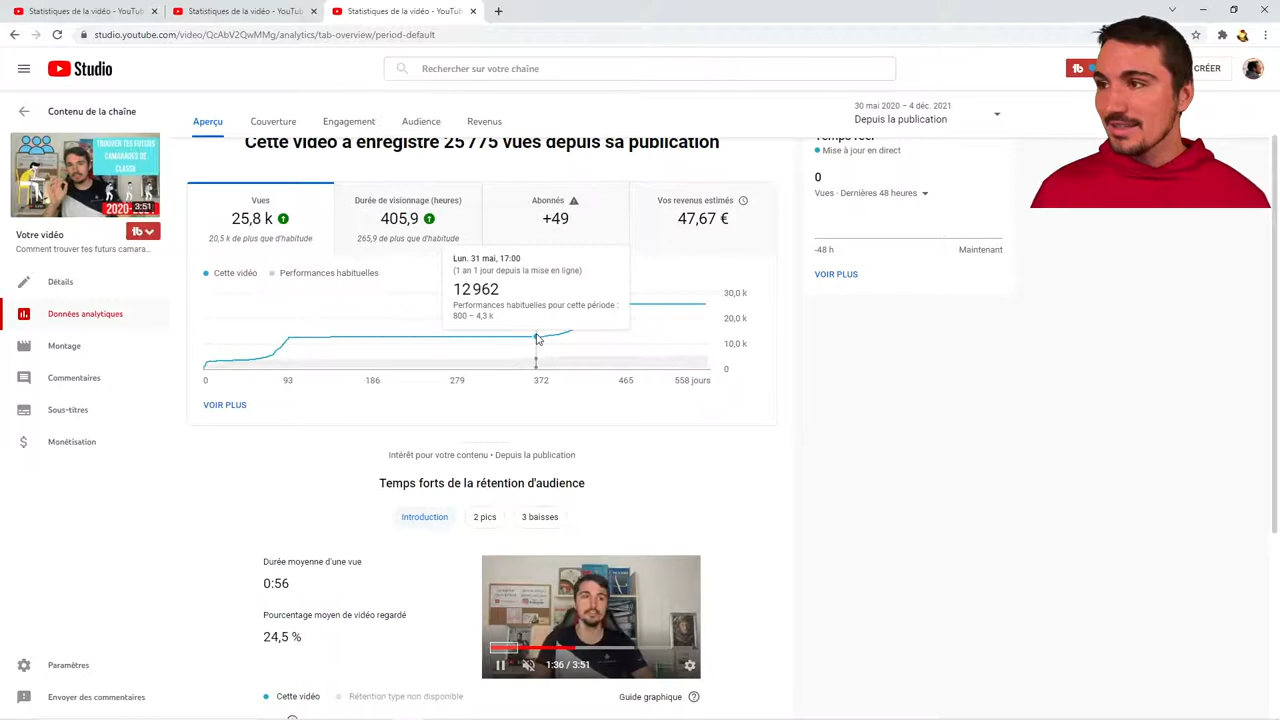 Statistiques de la vidéo - YouTub
Statistiques de la vidéo - YouTub
Statistiques de la vidéo - YouTub
studio.youtube.com/video/QcAbV2QwMMg/analytics/tab-overview/period-default
Studio
Rechercher sur votre chaîne
CRÉER
Contenu de la chaîne
TROUVER TES FUTURS
CAMARADES DE
CLASSE
3:51
Votre vidéo
Comment trouver tes futurs camara...
Détails
Données analytiques
Montage
Commentaires
Sous-titres
Monétisation
Paramètres
Envoyer des commentaires
Aperçu
Couverture
Engagement
Audience
Revenus
30 mai 2020 – 4 déc. 2021
Depuis la publication
Cette vidéo a enregistré 25 775 vues depuis sa publication
Vues
25,8 k
20,5 k de plus que d'habitude
Durée de visionnage (heures)
405,9
265,9 de plus que d'habitude
Abonnés
+49
Vos revenus estimés
47,67 €
Cette vidéo
Performances habituelles
Lun. 31 mai, 17:00
(1 an 1 jour depuis la mise en ligne)
12 962
Performances habituelles pour cette période :
800 – 4,3 k
30,0 k
20,0 k
10,0 k
0
0
93
186
279
372
465
558 jours
VOIR PLUS
Intérêt pour votre contenu • Depuis la publication
Temps forts de la rétention d'audience
Introduction
2 pics
3 baisses
Durée moyenne d'une vue
0:56
Pourcentage moyen de vidéo regardé
24,5 %
1:36 / 3:51
Cette vidéo
Rétention type non disponible
Guide graphique
Temps réel
Mise à jour en direct
0
Vues · Dernières 48 heures
-48 h
Maintenant
VOIR PLUS